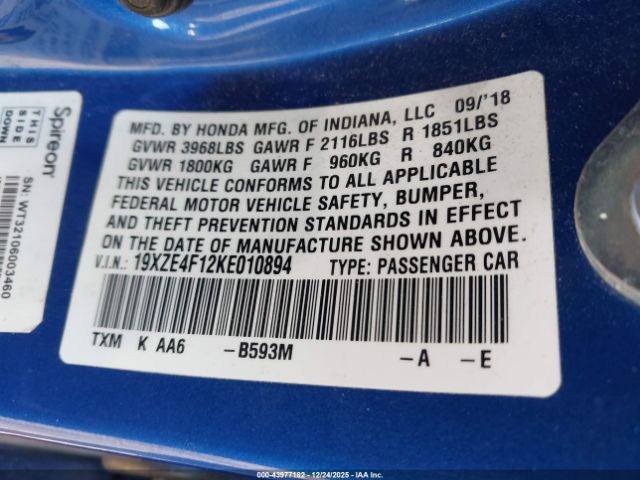 MFD. BY HONDA MFG. OF INDIANA, LLC 09/'18
GVWR 3968LBS GAWR F 2116LBS R 1851LBS
GVWR 1800KG GAWR F 960KG R 840KG
THIS VEHICLE CONFORMS TO ALL APPLICABLE
FEDERAL MOTOR VEHICLE SAFETY, BUMPER,
AND THEFT PREVENTION STANDARDS IN EFFECT
ON THE DATE OF MANUFACTURE SHOWN ABOVE.
V.I.N.: 19XZE4F12KE010894 TYPE: PASSENGER CAR
TXM K AA6 -B593M -A -E
Spireon
THIS
SIDE
DOWN
SN: WT32106003460
000-43977182 - 12/24/2025 - IAA Inc.